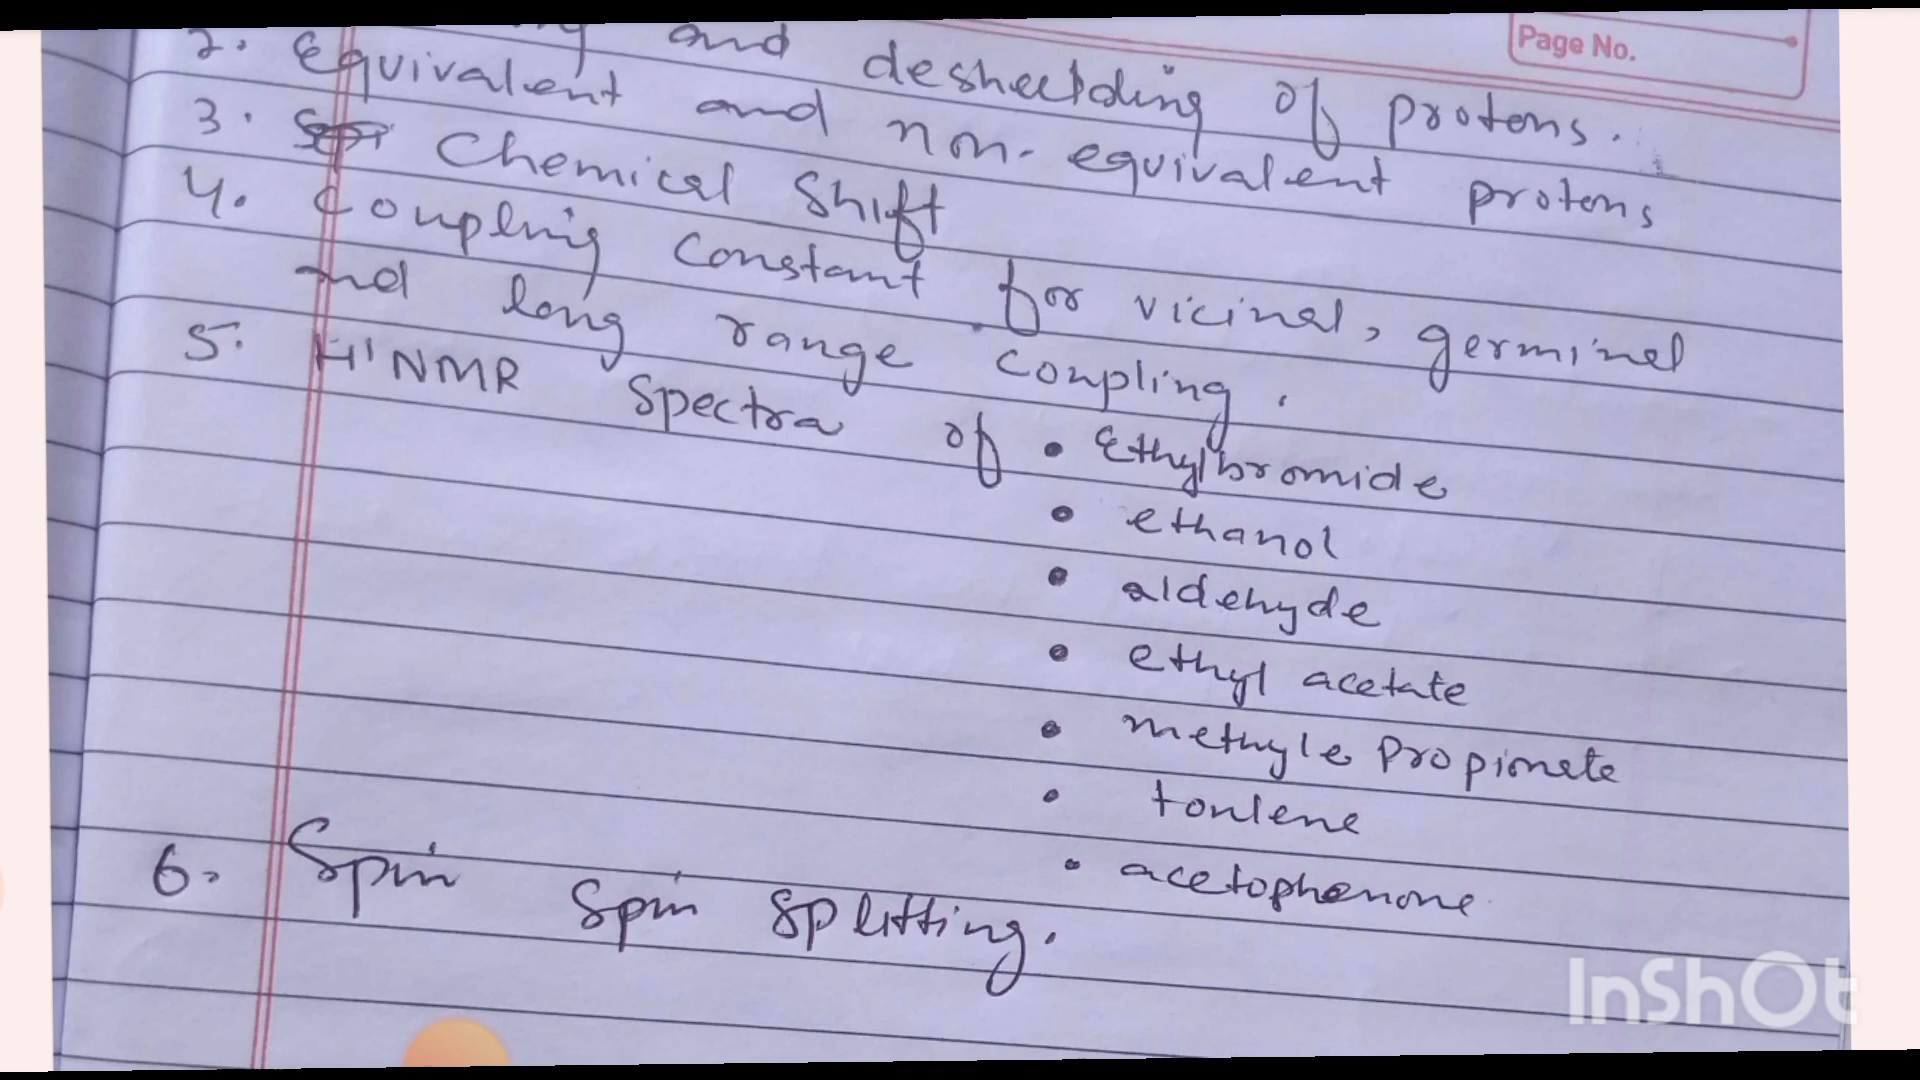 Page No.
and desheilding of protons.
2. Equivalent and non-equivalent protons
3. Chemical Shift
4. Coupling Constant for vicinal, germinal
and long range coupling.
5. H'NMR Spectra of • Ethylbromide
• ethanol
• aldehyde
• ethyl acetate
• methyle propionate
• tonlene
• acetophenone
6. Spin Spin Splitting.
InShOt